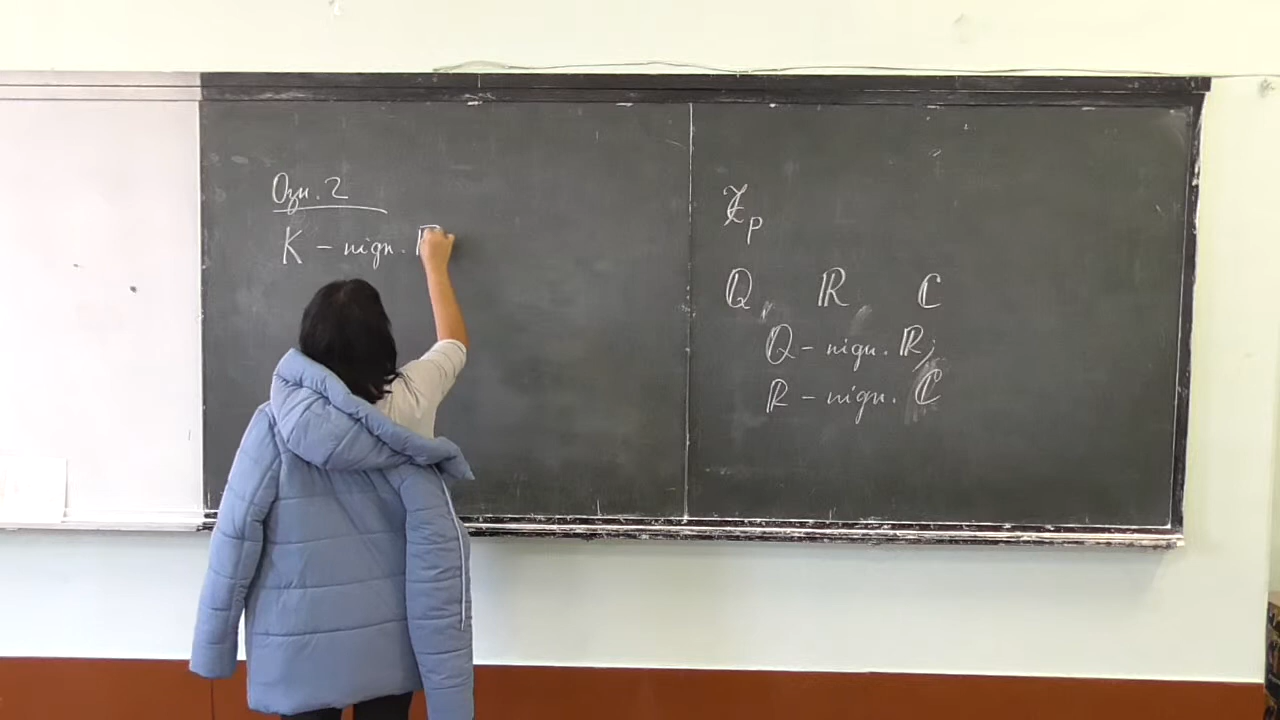 Озн. 2
K – підп. F
ℤp
ℚ, ℝ, ℂ
ℚ – підп. ℝ;
ℝ – підп. ℂ